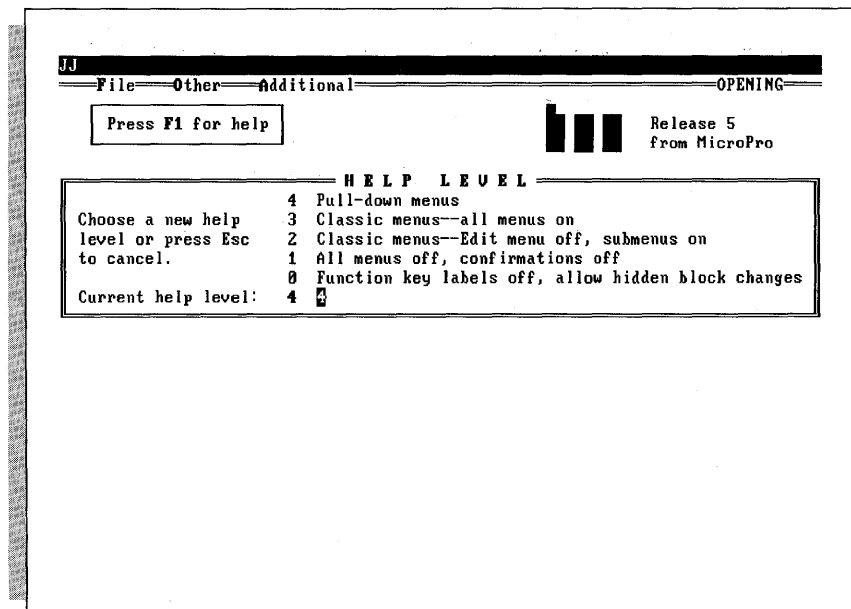 JJ
File Other Additional OPENING
Press F1 for help
Release 5
from MicroPro
HELP LEVEL
4 Pull-down menus
Choose a new help 3 Classic menus--all menus on
level or press Esc 2 Classic menus--Edit menu off, submenus on
to cancel. 1 All menus off, confirmations off
0 Function key labels off, allow hidden block changes
Current help level: 4 4